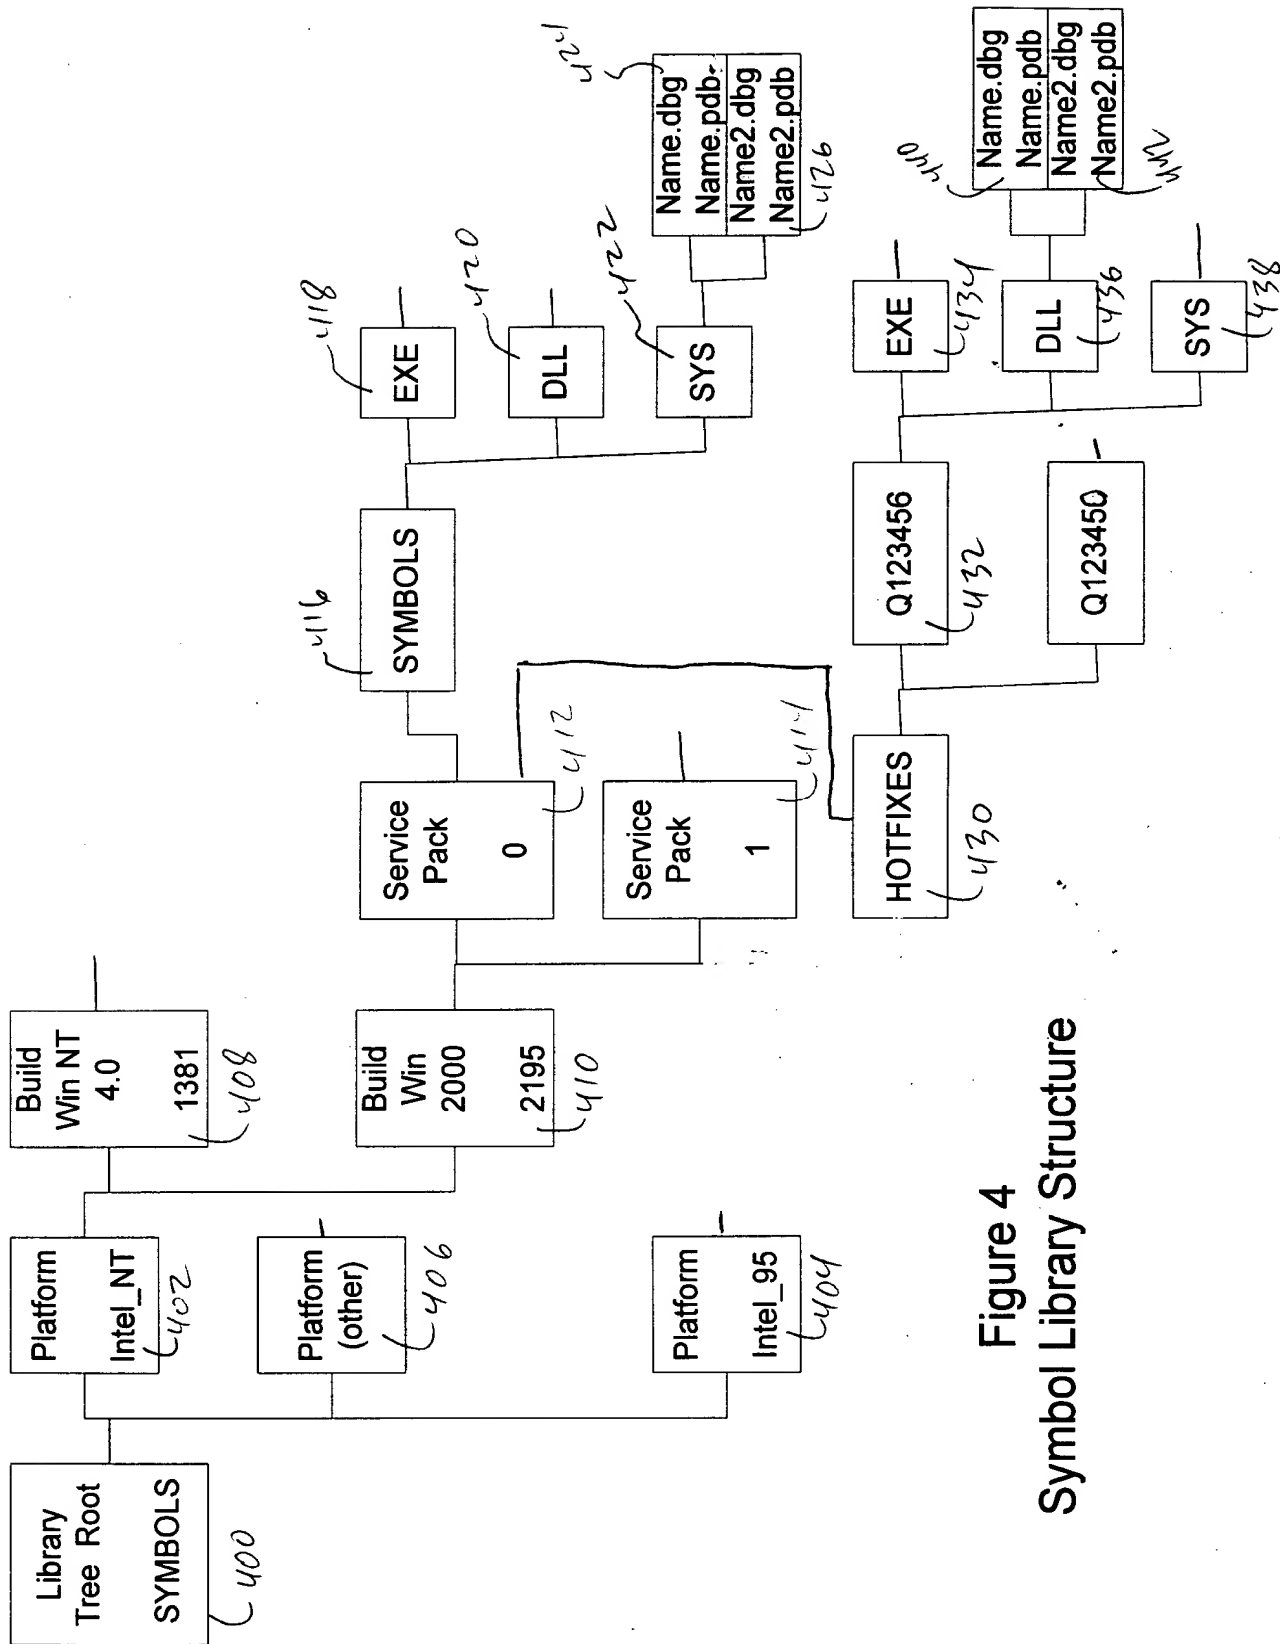 Library
Tree Root
SYMBOLS
400
Platform
Intel_NT
402
Platform
(other)
406
Platform
Intel_95
404
Build
Win NT
4.0
1381
408
Build
Win
2000
2195
410
Service
Pack
0
412
Service
Pack
1
414
SYMBOLS
416
EXE
418
DLL
420
SYS
422
Name.dbg
Name.pdb
Name2.dbg
Name2.pdb
424
426
HOTFIXES
430
Q123456
432
Q123450
EXE
434
DLL
436
SYS
438
Name.dbg
Name.pdb
Name2.dbg
Name2.pdb
440
442
Figure 4
Symbol Library Structure